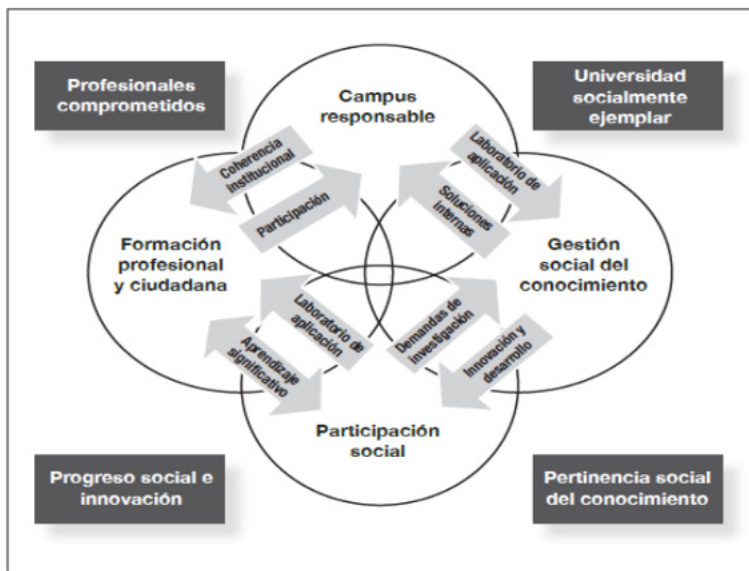 Profesionales
comprometidos
Universidad
socialmente
ejemplar
Campus
responsable
Coherencia
institucional
Participación
Laboratorio de
aplicación
Soluciones
internas
Formación
profesional
y ciudadana
Gestión
social del
conocimiento
Laboratorio de
aplicación
Aprendizaje
significativo
Demandas de
investigación
Innovación y
desarrollo
Participación
social
Progreso social e
innovación
Pertinencia social
del conocimiento